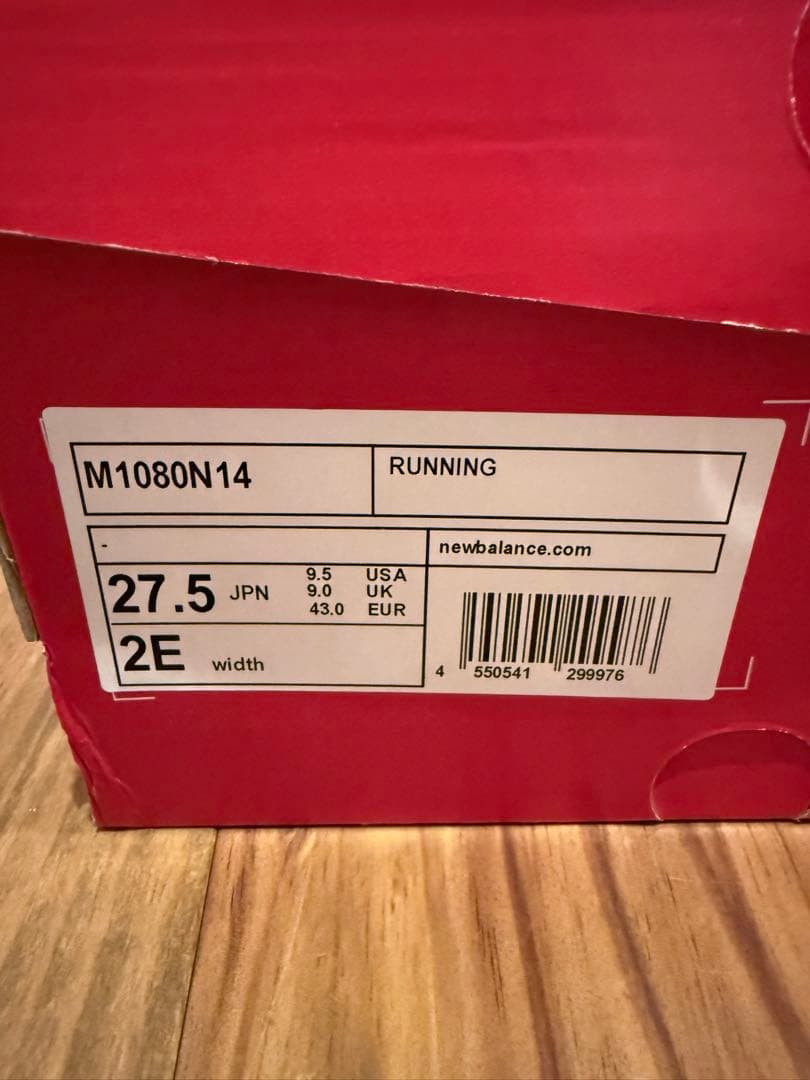 M1080N14
RUNNING
-
newbalance.com
27.5 JPN
9.5 USA
9.0 UK
43.0 EUR
2E width
4 550541 299976